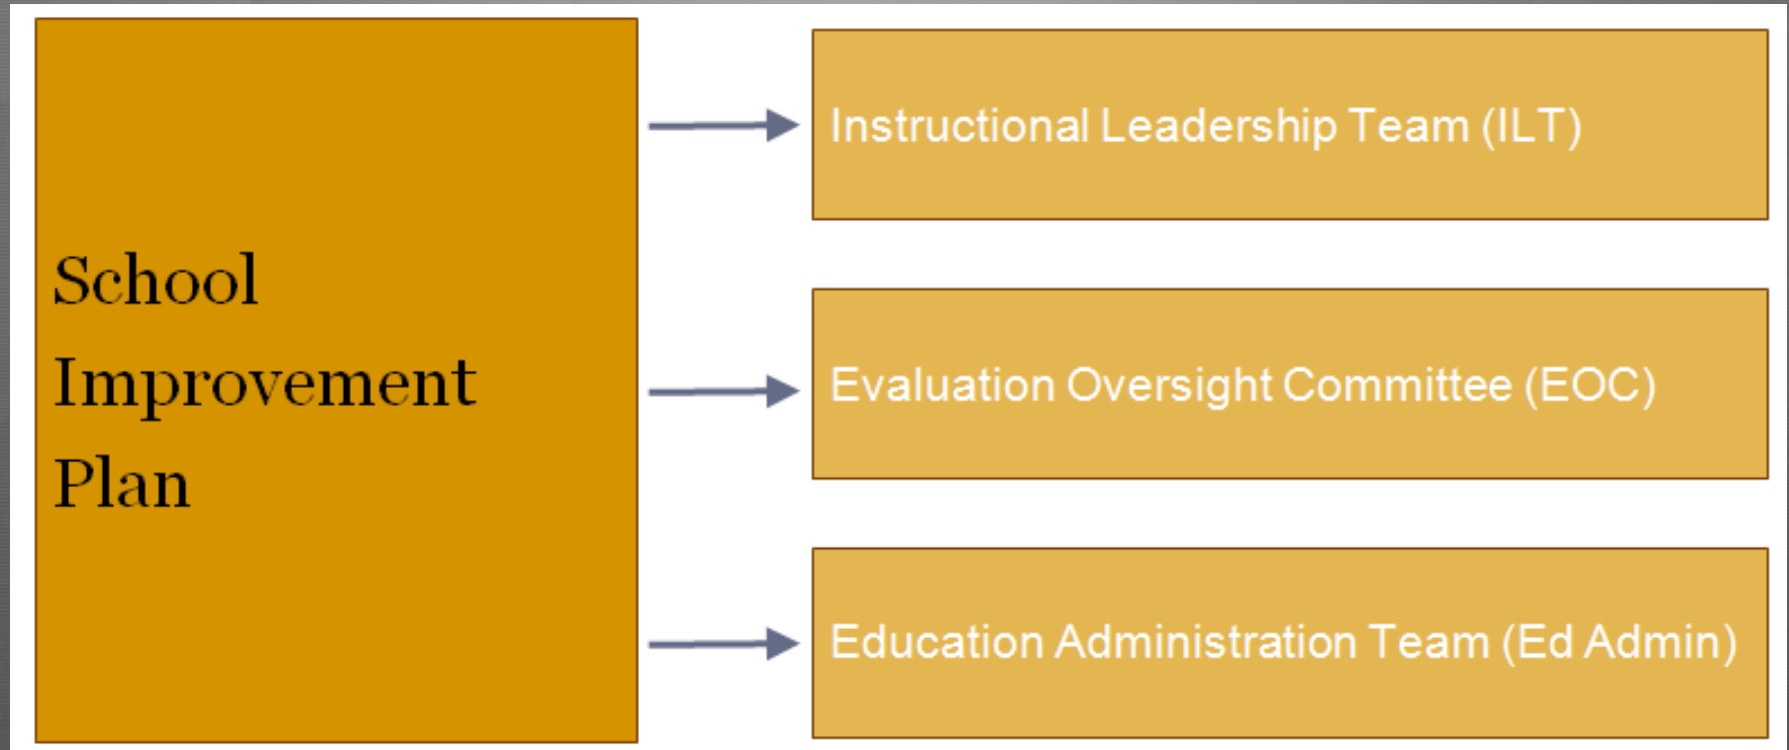 School
Improvement
Plan
Instructional Leadership Team (ILT)
Evaluation Oversight Committee (EOC)
Education Administration Team (Ed Admin)